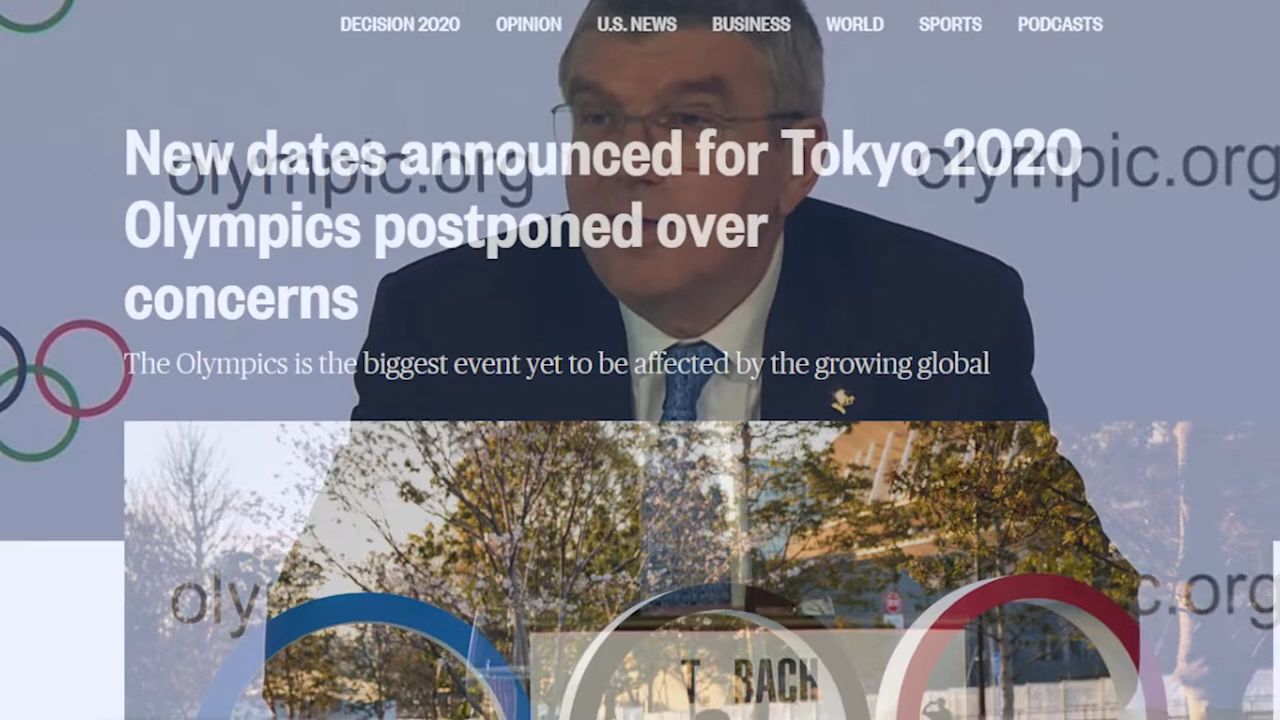 DECISION 2020 OPINION U.S. NEWS BUSINESS WORLD SPORTS PODCASTS
New dates announced for Tokyo 2020
olympic.org olympic.org
Olympics postponed over
concerns
The Olympics is the biggest event yet to be affected by the growing global
oly c.org
T BACH